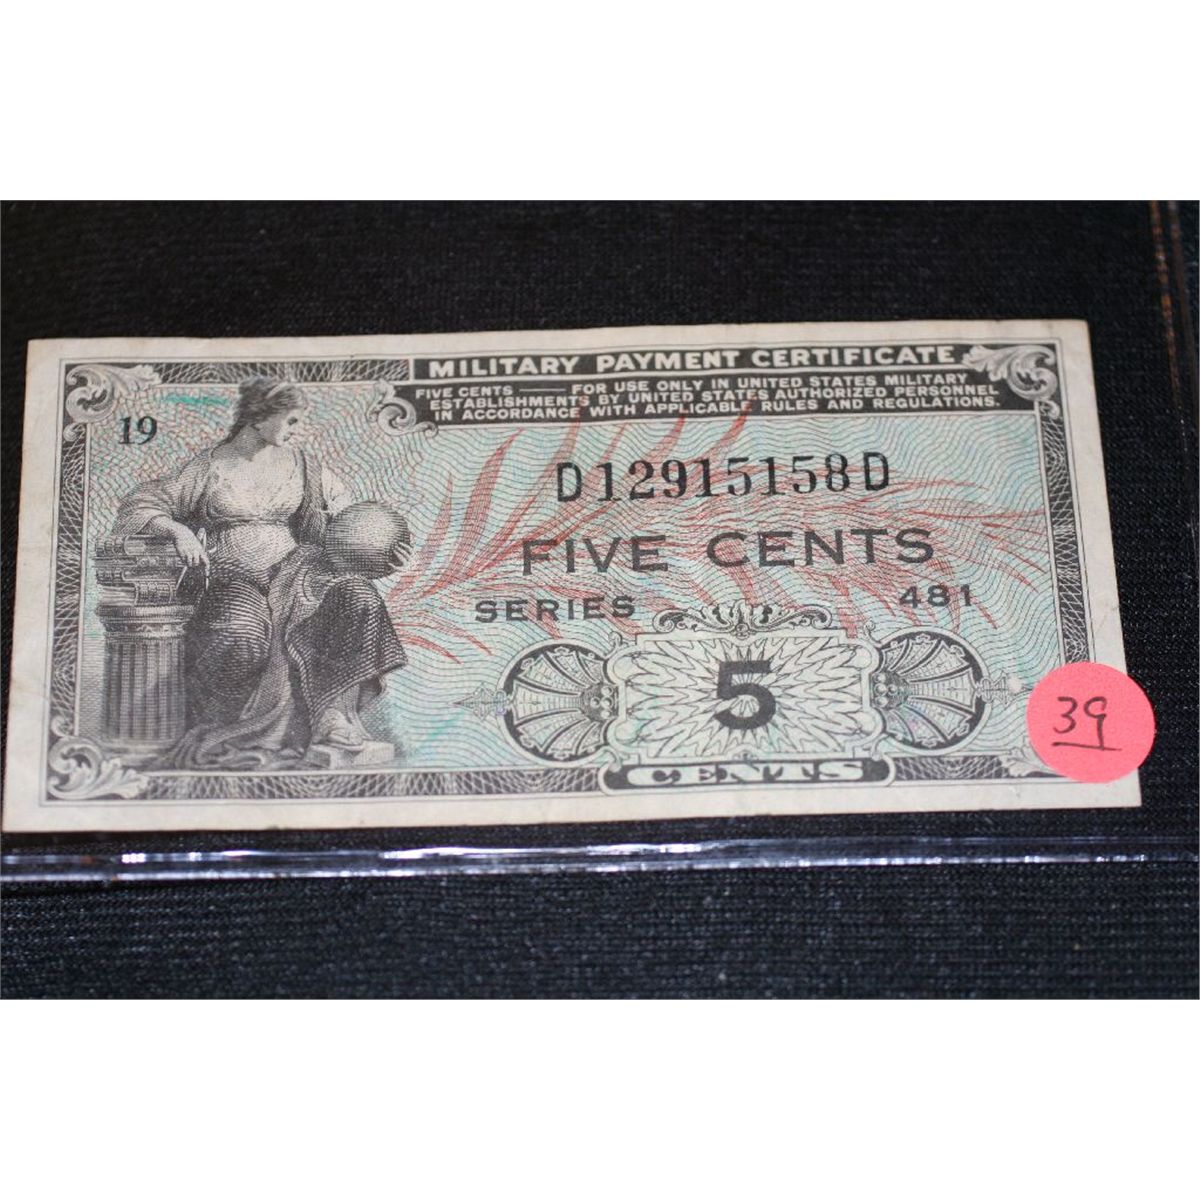 MILITARY PAYMENT CERTIFICATE
FIVE CENTS — FOR USE ONLY IN UNITED STATES MILITARY
ESTABLISHMENTS BY UNITED STATES AUTHORIZED PERSONNEL
IN ACCORDANCE WITH APPLICABLE RULES AND REGULATIONS.
19
D12915158D
FIVE CENTS
SERIES 481
5
CENTS
39